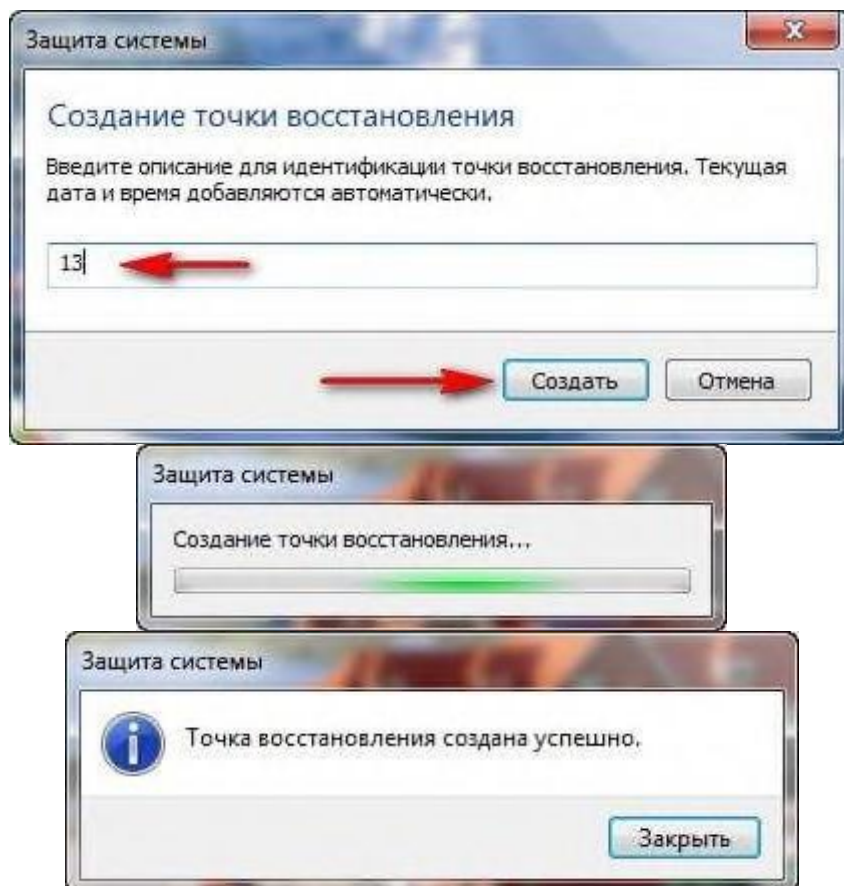 Защита системы
Создание точки восстановления
Введите описание для идентификации точки восстановления. Текущая
дата и время добавляются автоматически.
13
Создать Отмена
Защита системы
Создание точки восстановления...
Защита системы
Точка восстановления создана успешно.
Закрыть